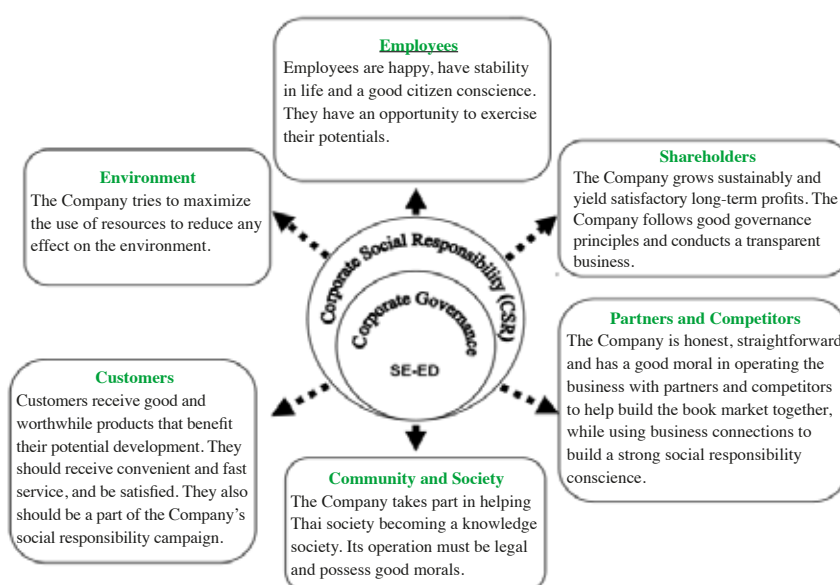 Employees
Employees are happy, have stability
in life and a good citizen conscience.
They have an opportunity to exercise
their potentials.
Environment
The Company tries to maximize
the use of resources to reduce any
effect on the environment.
Shareholders
The Company grows sustainably and
yield satisfactory long-term profits. The
Company follows good governance
principles and conducts a transparent
business.
Corporate Social Responsibility (CSR)
Corporate Governance
SE-ED
Partners and Competitors
The Company is honest, straightforward
and has a good moral in operating the
business with partners and competitors
to help build the book market together,
while using business connections to
build a strong social responsibility
conscience.
Customers
Customers receive good and
worthwhile products that benefit
their potential development. They
should receive convenient and fast
service, and be satisfied. They also
should be a part of the Company’s
social responsibility campaign.
Community and Society
The Company takes part in helping
Thai society becoming a knowledge
society. Its operation must be legal
and possess good morals.